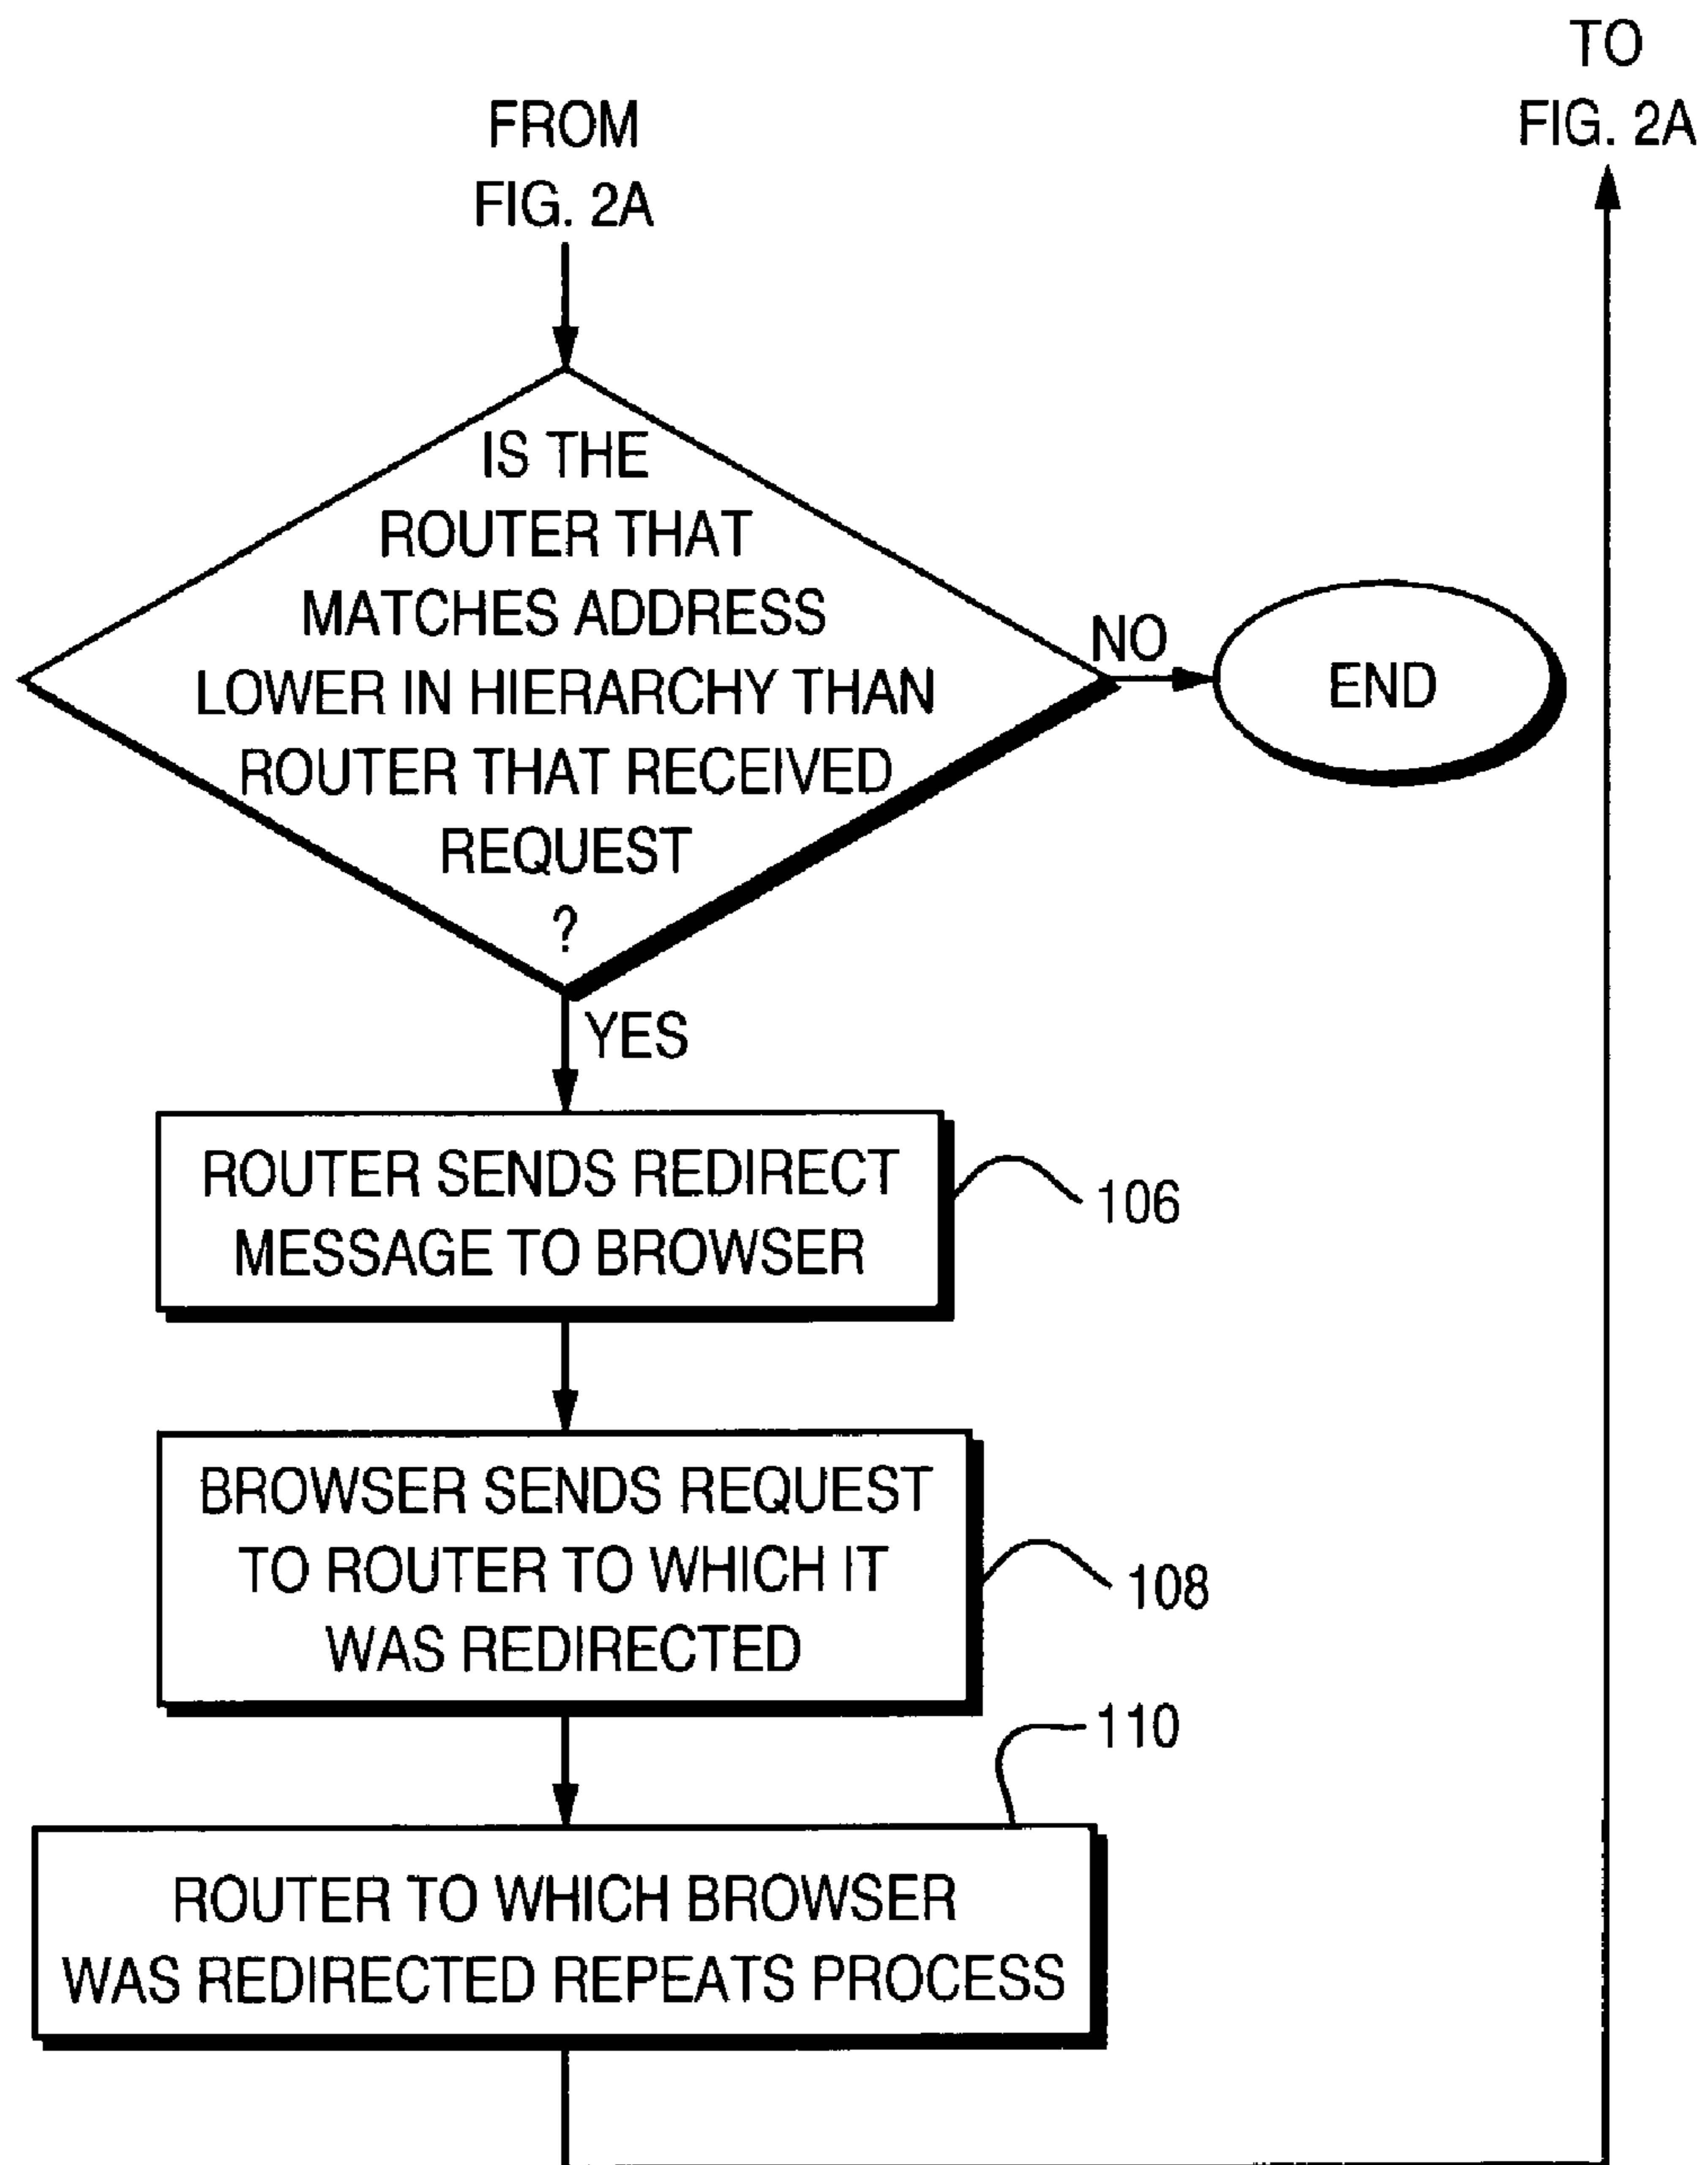 TO
FIG. 2A
FROM
FIG. 2A
IS THE
ROUTER THAT
MATCHES ADDRESS
LOWER IN HIERARCHY THAN
ROUTER THAT RECEIVED
REQUEST
?
NO
END
YES
ROUTER SENDS REDIRECT
MESSAGE TO BROWSER
106
BROWSER SENDS REQUEST
TO ROUTER TO WHICH IT
WAS REDIRECTED
108
110
ROUTER TO WHICH BROWSER
WAS REDIRECTED REPEATS PROCESS